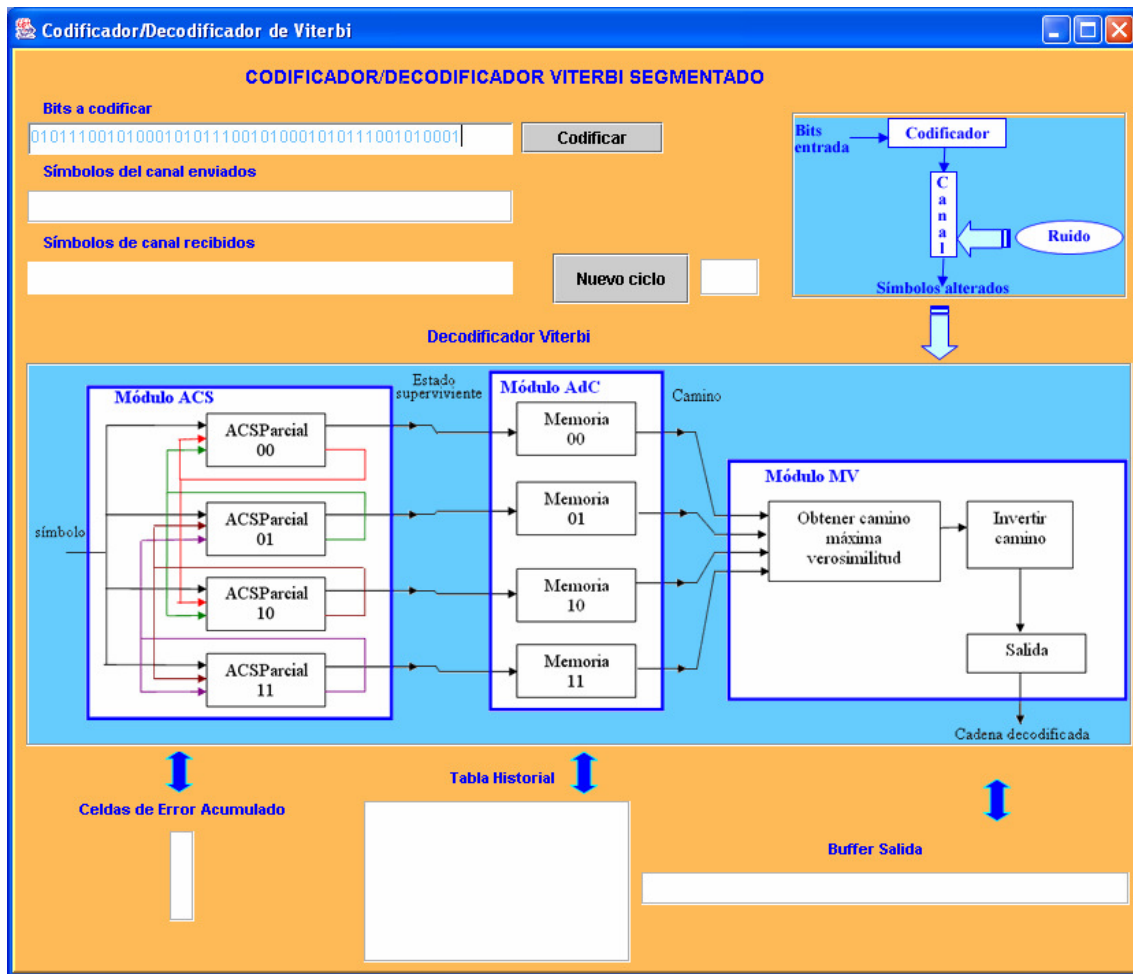 Codificador/Decodificador de Viterbi
CODIFICADOR/DECODIFICADOR VITERBI SEGMENTADO
Bits a codificar
010111001010001010111001010001010111001010001
Codificar
Símbolos del canal enviados
Símbolos de canal recibidos
Nuevo ciclo
Bits
entrada
Codificador
Canal
Ruido
Símbolos alterados
Decodificador Viterbi
Módulo ACS
símbolo
ACSParcial
00
ACSParcial
01
ACSParcial
10
ACSParcial
11
Estado
superviviente
Módulo AdC
Memoria
00
Memoria
01
Memoria
10
Memoria
11
Camino
Módulo MV
Obtener camino
máxima
verosimilitud
Invertir
camino
Salida
Cadena decodificada
Celdas de Error Acumulado
Tabla Historial
Buffer Salida